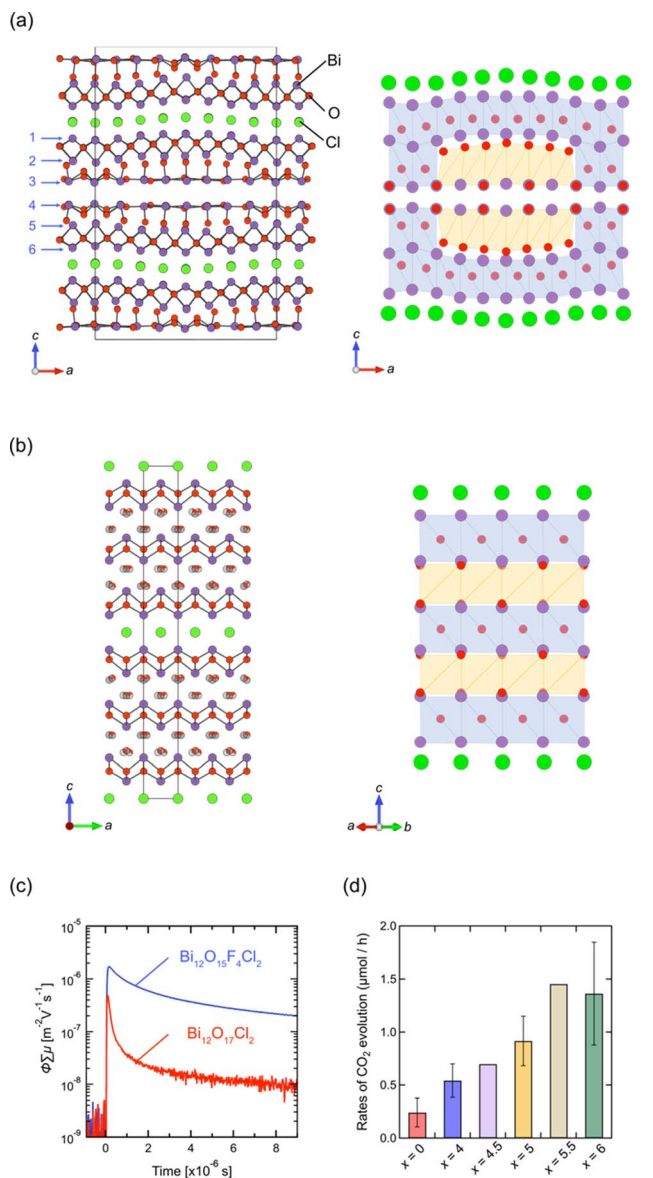 (a)
Bi
O
Cl
1
2
3
4
5
6
c
a
c
a
(b)
c
a
c
a
b
(c)
(d)
10⁻⁵
10⁻⁶
10⁻⁷
10⁻⁸
10⁻⁹
ΦΣμ [m⁻²V⁻¹s⁻¹]
Bi₁₂O₁₅F₄Cl₂
Bi₁₂O₁₇Cl₂
0 2 4 6 8
Time [x10⁻⁶ s]
2.0
1.5
1.0
0.5
0.0
Rates of CO₂ evolution (μmol / h)
x = 0
x = 4
x = 4.5
x = 5
x = 5.5
x = 6